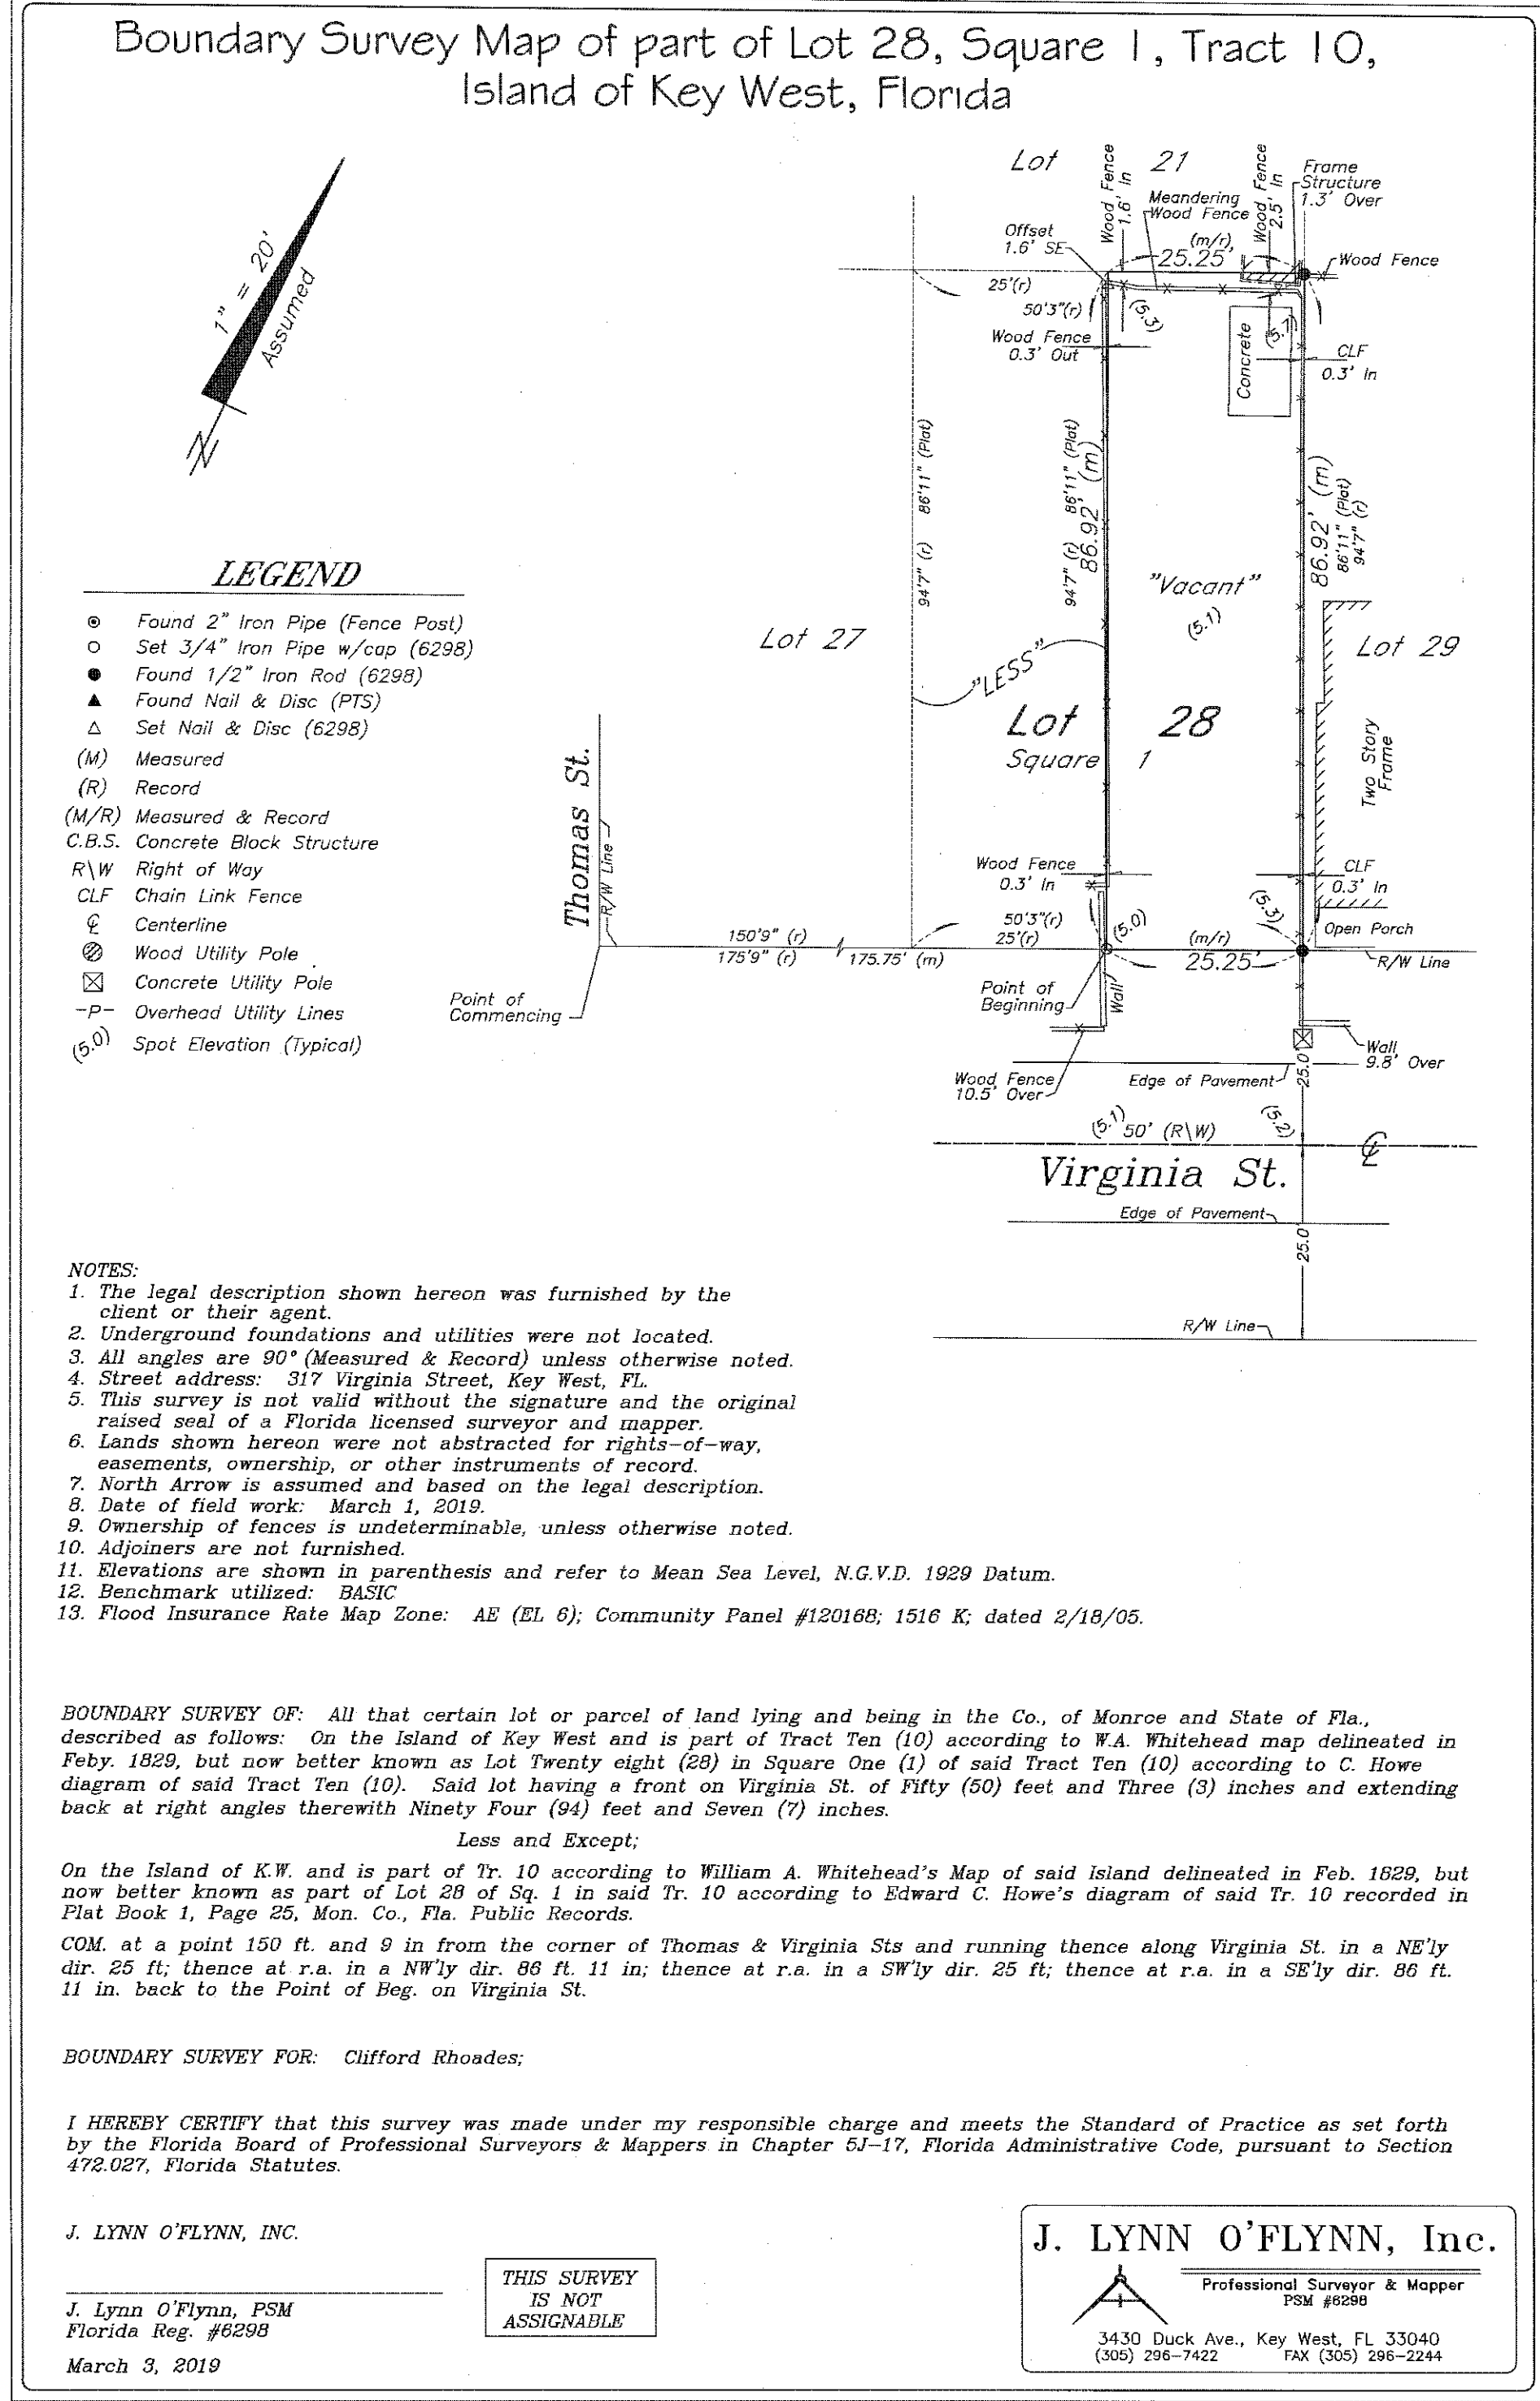 Boundary Survey Map of part of Lot 28, Square 1, Tract 10,
Island of Key West, Florida
1" = 20'
Assumed
N
Lot 21
Wood Fence
1.6' In
Meandering
Wood Fence
Wood Fence
2.5' In
Frame
Structure
1.3' Over
Offset
1.6' SE
(m/r)
25.25'
Wood Fence
25'(r)
50'3"(r)
(5.3)
(5.7)
Wood Fence
0.3' Out
Concrete
CLF
0.3' In
94'7" (r) 86'11" (Plat)
94'7" (r) 86'11" (Plat)
86.92' (m)
86.92' (m)
86'11" (Plat)
94'7" (r)
"Vacant"
(5.1)
Lot 27
"LESS"
Lot 29
Lot 28
Square 1
Two Story
Frame
Thomas St.
R/W Line
Wood Fence
0.3' In
CLF
0.3' In
50'3"(r)
25'(r)
(5.0)
(5.3)
(m/r)
25.25'
Open Porch
R/W Line
150'9" (r)
175'9" (r)
175.75' (m)
Point of
Commencing
Point of
Beginning
Wall
Wall
9.8' Over
Wood Fence
10.5' Over
Edge of Pavement
25.0'
(5.1)
50' (R\W)
(5.2)
℄
Virginia St.
Edge of Pavement
25.0'
R/W Line
LEGEND
Found 2" Iron Pipe (Fence Post)
Set 3/4" Iron Pipe w/cap (6298)
Found 1/2" Iron Rod (6298)
Found Nail & Disc (PTS)
Set Nail & Disc (6298)
(M) Measured
(R) Record
(M/R) Measured & Record
C.B.S. Concrete Block Structure
R\W Right of Way
CLF Chain Link Fence
℄ Centerline
Wood Utility Pole
Concrete Utility Pole
-P- Overhead Utility Lines
(5.0) Spot Elevation (Typical)
NOTES:
1. The legal description shown hereon was furnished by the
client or their agent.
2. Underground foundations and utilities were not located.
3. All angles are 90° (Measured & Record) unless otherwise noted.
4. Street address: 317 Virginia Street, Key West, FL.
5. This survey is not valid without the signature and the original
raised seal of a Florida licensed surveyor and mapper.
6. Lands shown hereon were not abstracted for rights-of-way,
easements, ownership, or other instruments of record.
7. North Arrow is assumed and based on the legal description.
8. Date of field work: March 1, 2019.
9. Ownership of fences is undeterminable, unless otherwise noted.
10. Adjoiners are not furnished.
11. Elevations are shown in parenthesis and refer to Mean Sea Level, N.G.V.D. 1929 Datum.
12. Benchmark utilized: BASIC
13. Flood Insurance Rate Map Zone: AE (EL 6); Community Panel #120168; 1516 K; dated 2/18/05.
BOUNDARY SURVEY OF: All that certain lot or parcel of land lying and being in the Co., of Monroe and State of Fla.,
described as follows: On the Island of Key West and is part of Tract Ten (10) according to W.A. Whitehead map delineated in
Feby. 1829, but now better known as Lot Twenty eight (28) in Square One (1) of said Tract Ten (10) according to C. Howe
diagram of said Tract Ten (10). Said lot having a front on Virginia St. of Fifty (50) feet and Three (3) inches and extending
back at right angles therewith Ninety Four (94) feet and Seven (7) inches.
Less and Except;
On the Island of K.W. and is part of Tr. 10 according to William A. Whitehead's Map of said Island delineated in Feb. 1829, but
now better known as part of Lot 28 of Sq. 1 in said Tr. 10 according to Edward C. Howe's diagram of said Tr. 10 recorded in
Plat Book 1, Page 25, Mon. Co., Fla. Public Records.
COM. at a point 150 ft. and 9 in from the corner of Thomas & Virginia Sts and running thence along Virginia St. in a NE'ly
dir. 25 ft; thence at r.a. in a NW'ly dir. 86 ft. 11 in; thence at r.a. in a SW'ly dir. 25 ft; thence at r.a. in a SE'ly dir. 86 ft.
11 in. back to the Point of Beg. on Virginia St.
BOUNDARY SURVEY FOR: Clifford Rhoades;
I HEREBY CERTIFY that this survey was made under my responsible charge and meets the Standard of Practice as set forth
by the Florida Board of Professional Surveyors & Mappers in Chapter 5J-17, Florida Administrative Code, pursuant to Section
472.027, Florida Statutes.
J. LYNN O'FLYNN, INC.
J. Lynn O'Flynn, PSM
Florida Reg. #6298
March 3, 2019
THIS SURVEY
IS NOT
ASSIGNABLE
J. LYNN O'FLYNN, Inc.
Professional Surveyor & Mapper
PSM #6298
3430 Duck Ave., Key West, FL 33040
(305) 296-7422 FAX (305) 296-2244